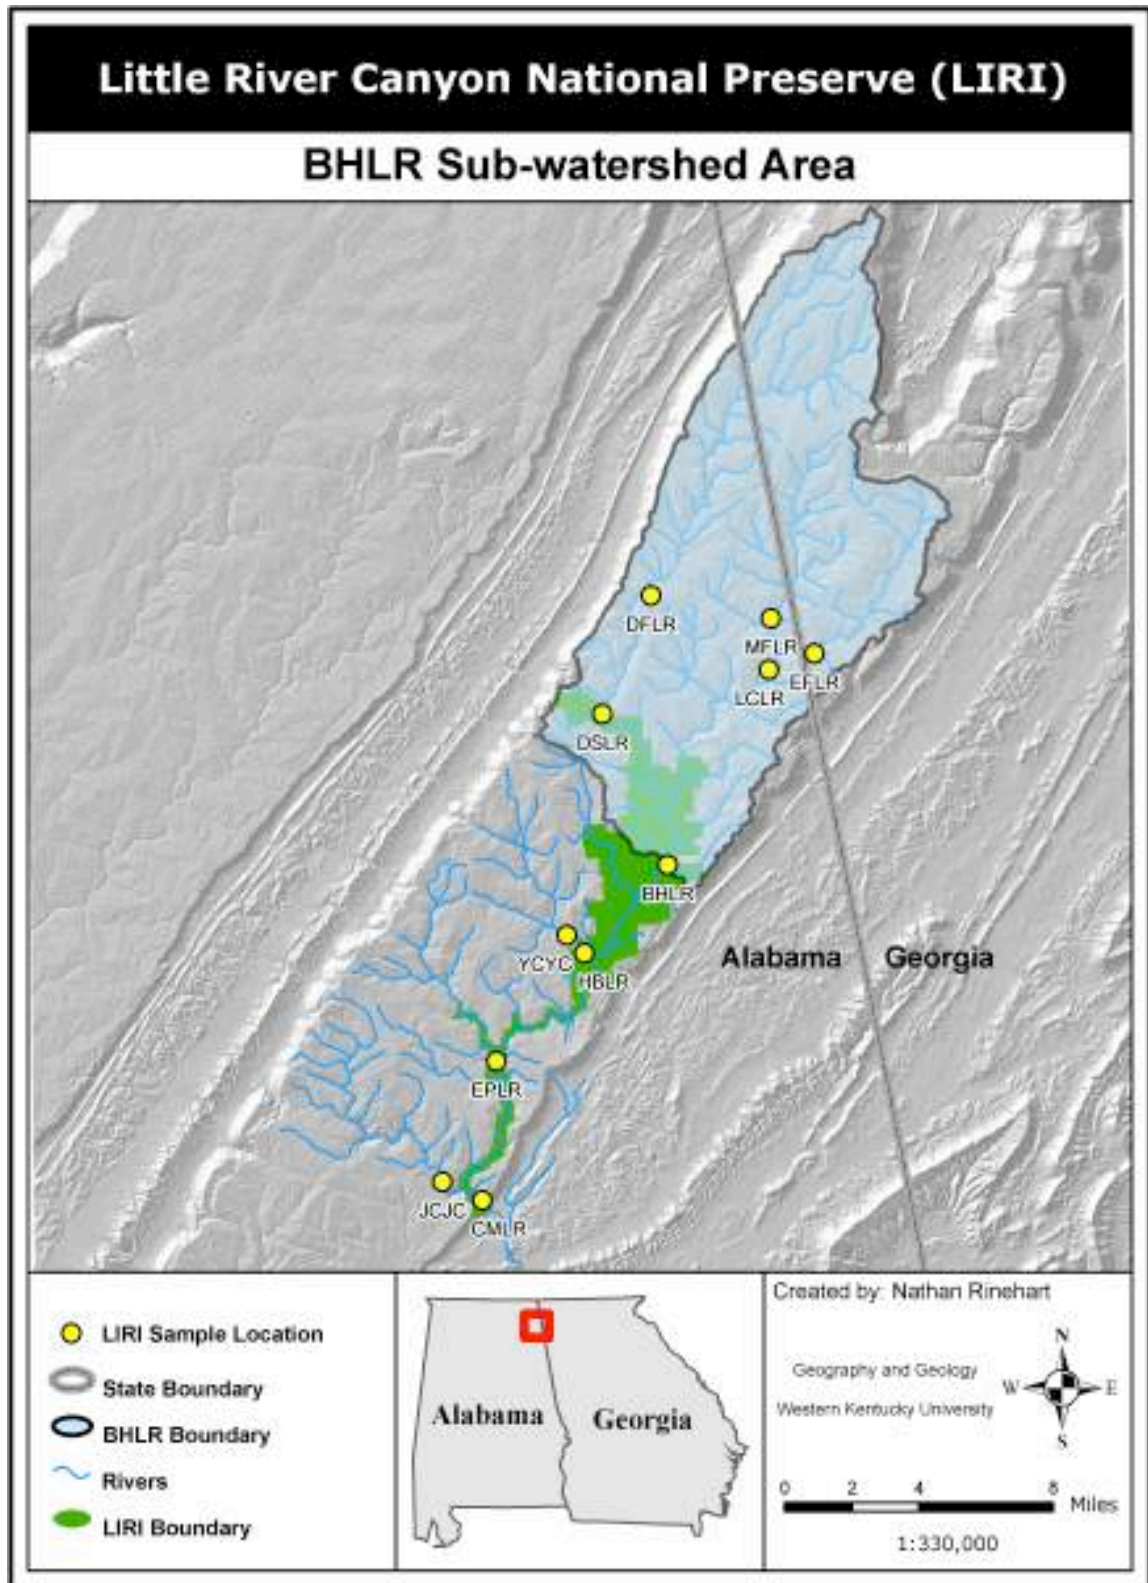 Little River Canyon National Preserve (LIRI)
BHLR Sub-watershed Area
DFLR
MFLR
EFLR
LCLR
DSLR
BHLR
YCYC
HBLR
Alabama
Georgia
EPLR
JCJC
CMLR
LIRI Sample Location
State Boundary
BHLR Boundary
Rivers
LIRI Boundary
Alabama
Georgia
Created by: Nathan Rinehart
Geography and Geology
Western Kentucky University
N
W
E
S
0 2 4 8
Miles
1:330,000